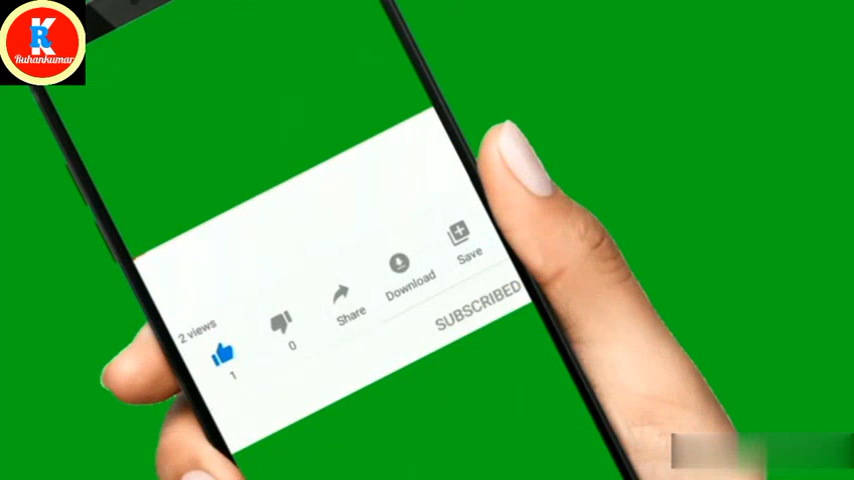 K
R
Ruhankumar
2 views
1
0
Share
Download
Save
SUBSCRIBED